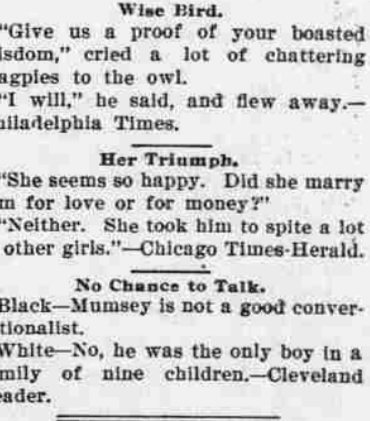 Wise Bird.
"Give us a proof of your boasted
isdom," cried a lot of chattering
agpies to the owl.
"I will," he said, and flew away.—
hiladelphia Times.
Her Triumph.
"She seems so happy. Did she marry
m for love or for money?"
"Neither. She took him to spite a lot
other girls."—Chicago Times-Herald.
No Chance to Talk.
Black—Mumsey is not a good conver-
tionalist.
White—No, he was the only boy in a
mily of nine children.—Cleveland
eader.